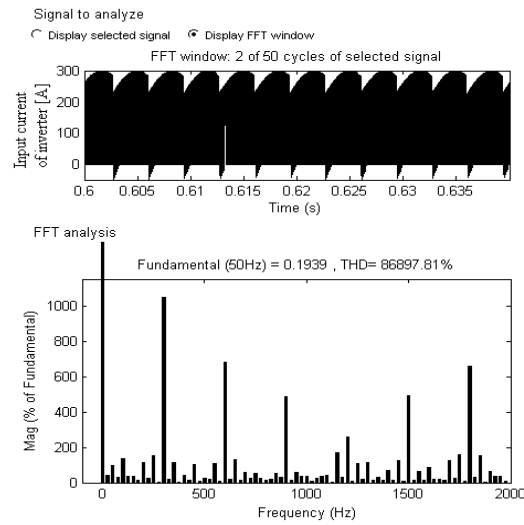 Signal to analyze
Display selected signal Display FFT window
FFT window: 2 of 50 cycles of selected signal
300
200
100
0
Input current
of inverter [A]
0.6 0.605 0.61 0.615 0.62 0.625 0.63 0.635
Time (s)
FFT analysis
Fundamental (50Hz) = 0.1939 , THD= 86897.81%
1000
800
600
400
200
0
Mag (% of Fundamental)
0 500 1000 1500 2000
Frequency (Hz)